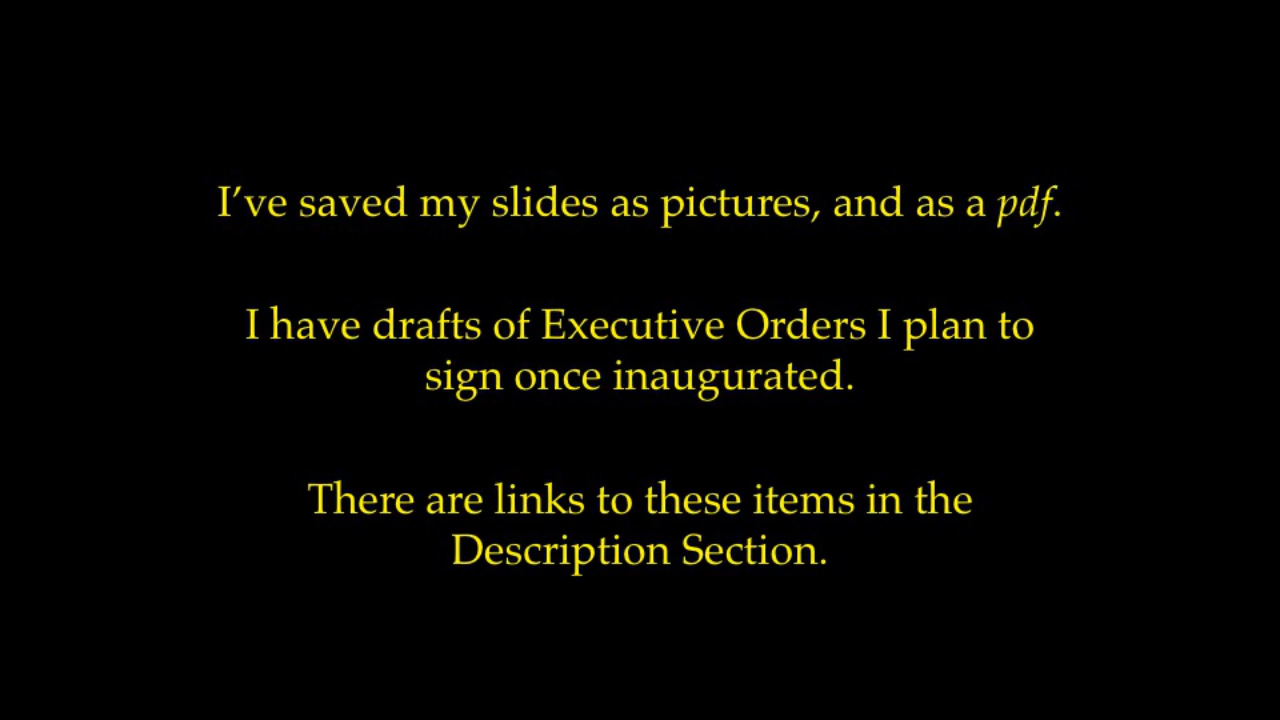 I’ve saved my slides as pictures, and as a pdf.
I have drafts of Executive Orders I plan to
sign once inaugurated.
There are links to these items in the
Description Section.